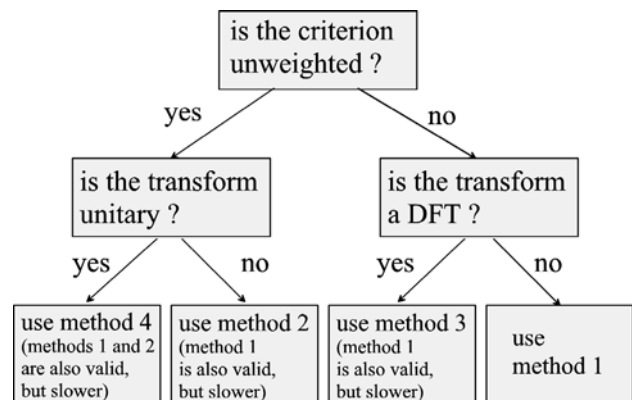 is the criterion
unweighted ?
yes
no
is the transform
unitary ?
is the transform
a DFT ?
yes
no
yes
no
use method 4
(methods 1 and 2
are also valid,
but slower)
use method 2
(method 1
is also valid,
but slower)
use method 3
(method 1
is also valid,
but slower)
use
method 1